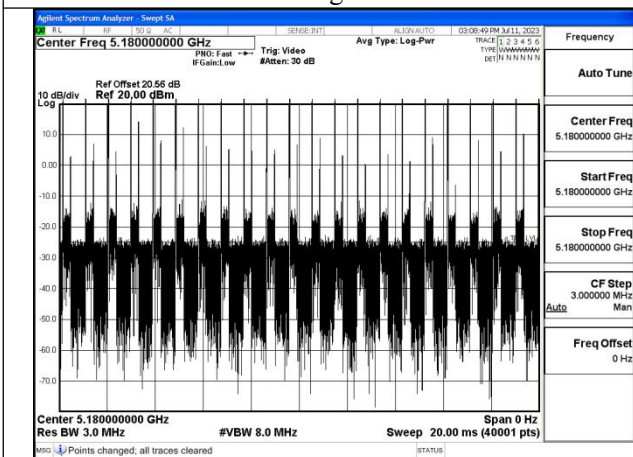 Agilent Spectrum Analyzer - Swept SA
RL RF 50 Ω AC SENSE:INT ALIGN AUTO 03:08:49 PM Jul 11, 2023
Center Freq 5.180000000 GHz
PNO: Fast
IFGain:Low
Trig: Video
#Atten: 30 dB
Avg Type: Log-Pwr
TRACE 1 2 3 4 5 6
TYPE WWWWWW
DET N N N N N N
Ref Offset 20.56 dB
10 dB/div Ref 20.00 dBm
Log
10.0
0.00
-10.0
-20.0
-30.0
-40.0
-50.0
-60.0
-70.0
Center 5.180000000 GHz Span 0 Hz
Res BW 3.0 MHz #VBW 8.0 MHz Sweep 20.00 ms (40001 pts)
MSG Points changed; all traces cleared STATUS
Frequency
Auto Tune
Center Freq
5.180000000 GHz
Start Freq
5.180000000 GHz
Stop Freq
5.180000000 GHz
CF Step
3.000000 MHz
Auto Man
Freq Offset
0 Hz